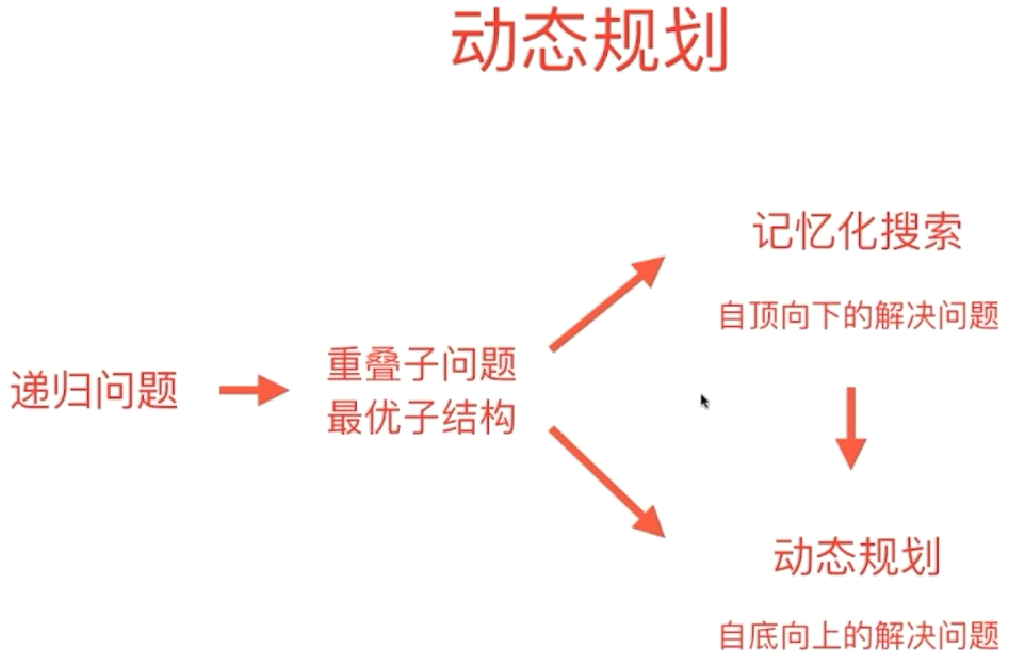 动态规划
递归问题
重叠子问题
最优子结构
记忆化搜索
自顶向下的解决问题
动态规划
自底向上的解决问题